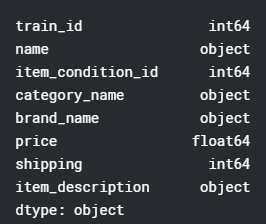 train_id int64
name object
item_condition_id int64
category_name object
brand_name object
price float64
shipping int64
item_description object
dtype: object